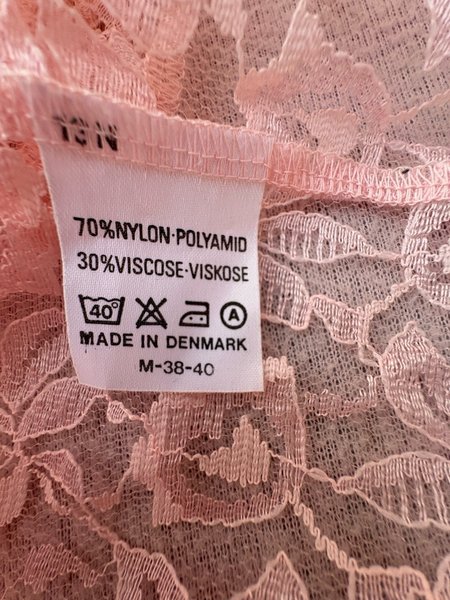 70%NYLON·POLYAMID
30%VISCOSE·VISKOSE
40° A
MADE IN DENMARK
M-38-40